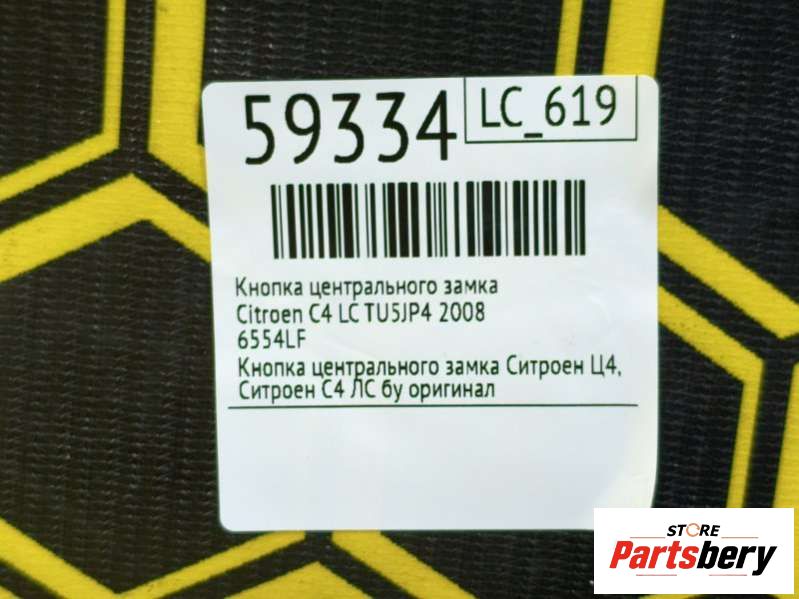 59334
LC_619
Кнопка центрального замка
Citroen C4 LC TU5JP4 2008
6554LF
Кнопка центрального замка Ситроен Ц4,
Ситроен С4 ЛС бу оригинал
STORE
Partsbery